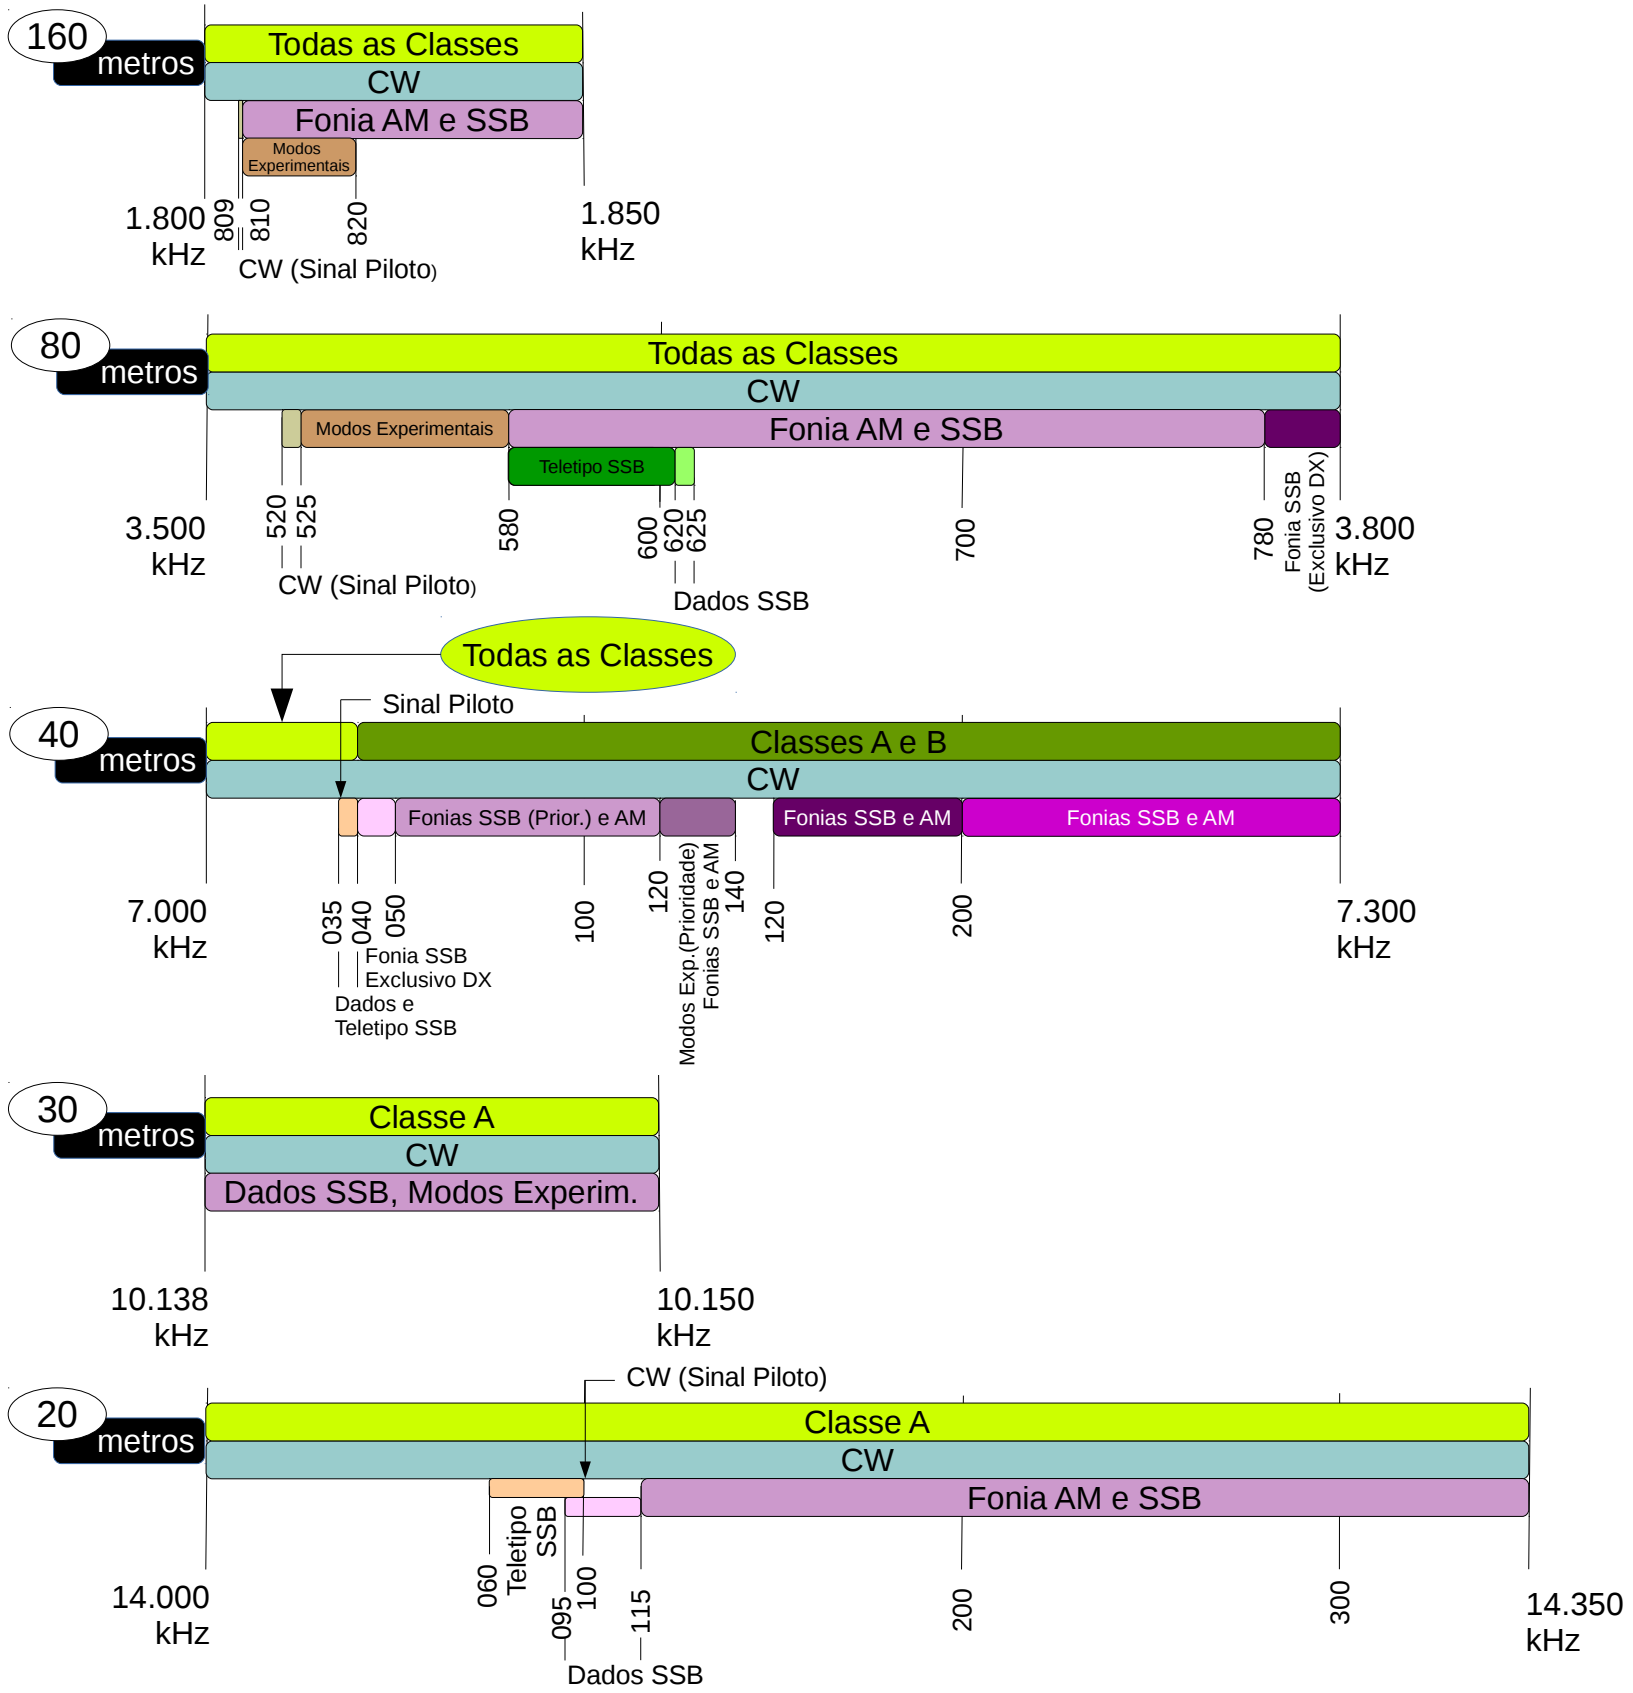 160
metros
Todas as Classes
CW
Fonia AM e SSB
Modos
Experimentais
1.800
kHz
809
810
820
1.850
kHz
CW (Sinal Piloto)
80
metros
Todas as Classes
CW
Modos Experimentais
Fonia AM e SSB
Teletipo SSB
3.500
kHz
520
525
580
600
620
625
700
780
Fonia SSB
(Exclusivo DX)
3.800
kHz
CW (Sinal Piloto)
Dados SSB
Todas as Classes
Sinal Piloto
40
metros
Classes A e B
CW
Fonias SSB (Prior.) e AM
Fonias SSB e AM
Fonias SSB e AM
7.000
kHz
035
040
050
100
120
Modos Exp.(Prioridade)
Fonias SSB e AM
140
120
200
7.300
kHz
Fonia SSB
Exclusivo DX
Dados e
Teletipo SSB
30
metros
Classe A
CW
Dados SSB, Modos Experim.
10.138
kHz
10.150
kHz
CW (Sinal Piloto)
20
metros
Classe A
CW
Fonia AM e SSB
14.000
kHz
060
Teletipo
SSB
095
100
115
200
300
14.350
kHz
Dados SSB